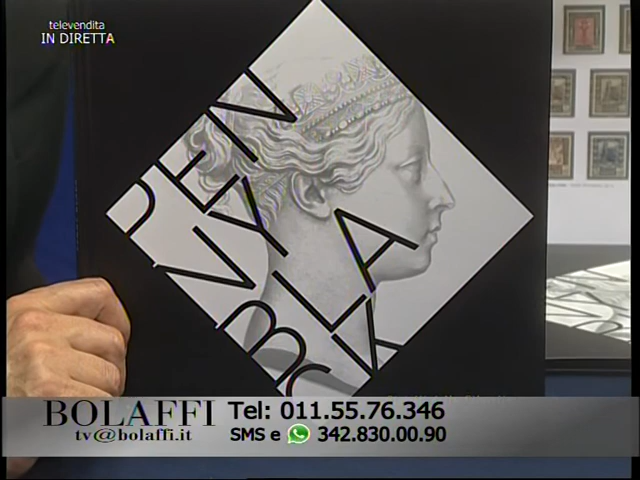 televendita
IN DIRETTA
PENNY
BLACK
BOLAFFI
tv@bolaffi.it
Tel: 011.55.76.346
SMS e 342.830.00.90